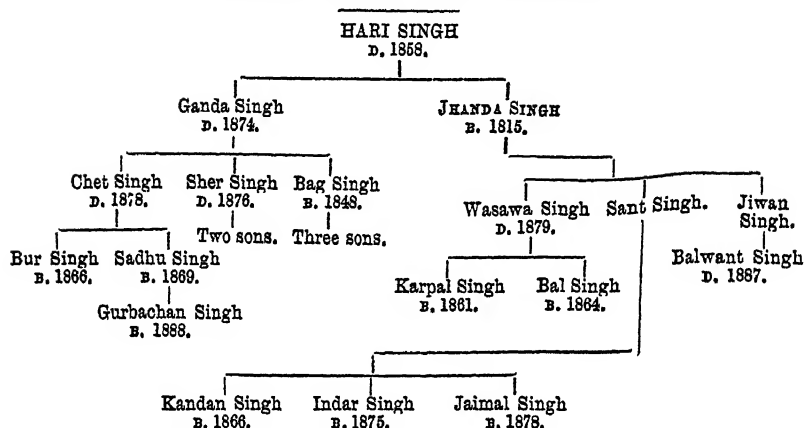 HARI SINGH
D. 1858.
Ganda Singh
D. 1874.
JHANDA SINGH
B. 1815.
Chet Singh
D. 1878.
Sher Singh
D. 1876.
Bag Singh
B. 1848.
Wasawa Singh
D. 1879.
Sant Singh.
Jiwan
Singh.
Two sons.
Three sons.
Bur Singh
B. 1866.
Sadhu Singh
B. 1869.
Balwant Singh
D. 1887.
Karpal Singh
B. 1861.
Bal Singh
B. 1864.
Gurbachan Singh
B. 1888.
Kandan Singh
B. 1866.
Indar Singh
B. 1875.
Jaimal Singh
B. 1878.